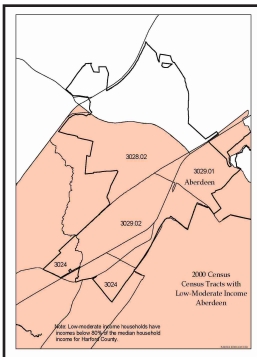 3028.02
3029.01
Aberdeen
3029.02
3024
3024
2000 Census
Census Tracts with
Low-Moderate Income
Aberdeen
Note: Low-moderate income households have
incomes below 80% of the median household
income for Harford County.